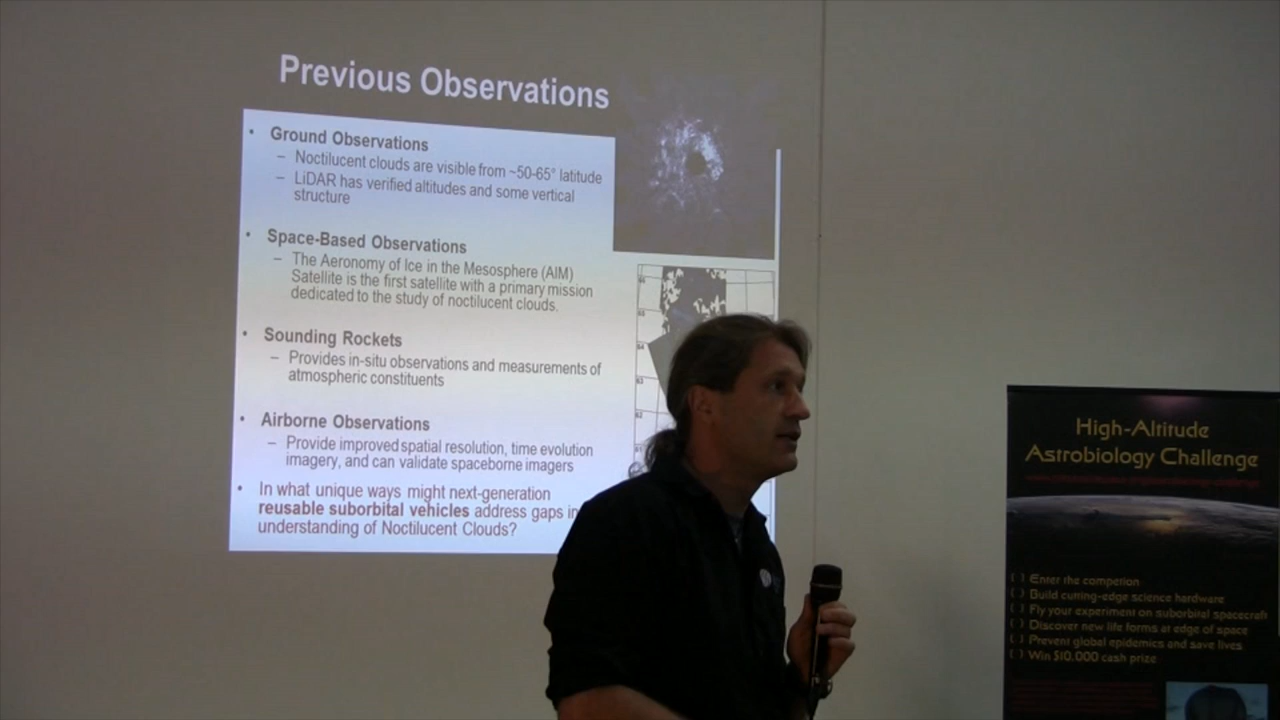 Previous Observations
• Ground Observations
– Noctilucent clouds are visible from ~50-65° latitude
– LiDAR has verified altitudes and some vertical
structure
• Space-Based Observations
– The Aeronomy of Ice in the Mesosphere (AIM)
Satellite is the first satellite with a primary mission
dedicated to the study of noctilucent clouds.
• Sounding Rockets
– Provides in-situ observations and measurements of
atmospheric constituents
• Airborne Observations
– Provide improved spatial resolution, time evolution
imagery, and can validate spaceborne imagers
• In what unique ways might next-generation
reusable suborbital vehicles address gaps in
understanding of Noctilucent Clouds?
High-Altitude
Astrobiology Challenge
( ) Enter the competion
( ) Build cutting-edge science hardware
( ) Fly your experiment on suborbital spacecraft
( ) Discover new life forms at edge of space
( ) Prevent global epidemics and save lives
( ) Win $10,000 cash prize